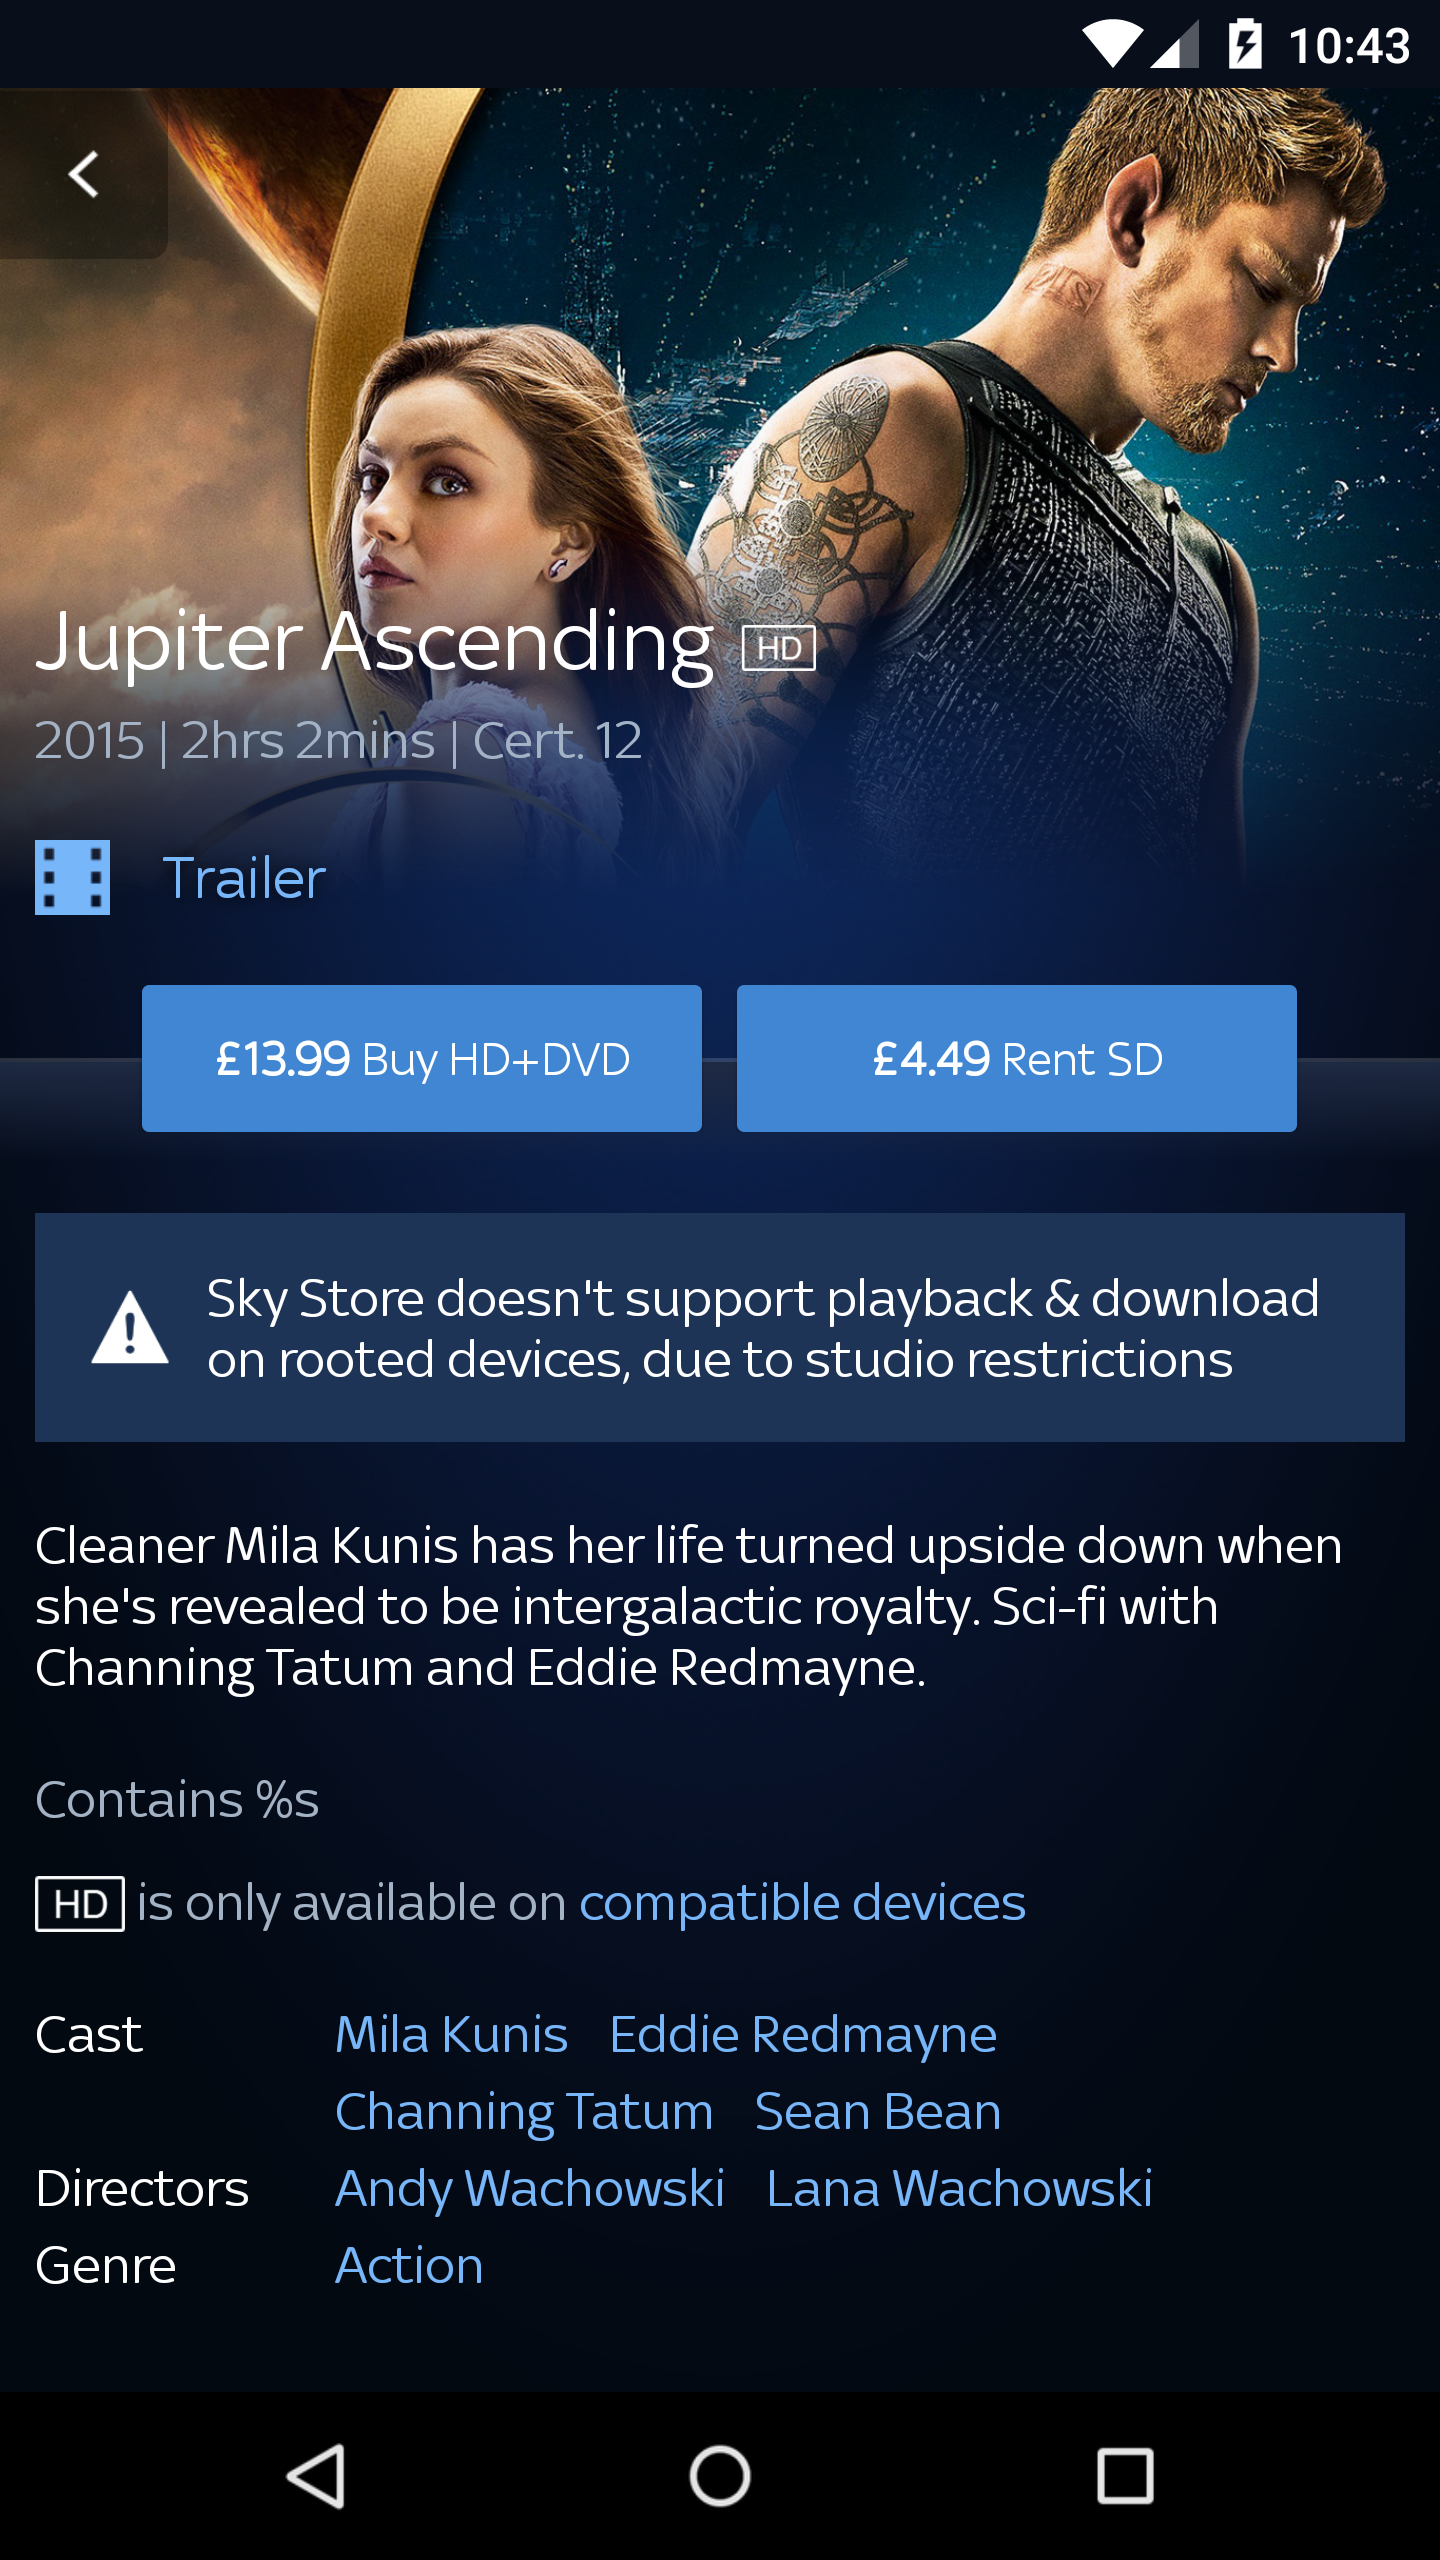 10:43
Jupiter Ascending HD
2015 | 2hrs 2mins | Cert. 12
Trailer
£13.99 Buy HD+DVD
£4.49 Rent SD
Sky Store doesn't support playback & download
on rooted devices, due to studio restrictions
Cleaner Mila Kunis has her life turned upside down when
she's revealed to be intergalactic royalty. Sci-fi with
Channing Tatum and Eddie Redmayne.
Contains %s
HD is only available on compatible devices
Cast Mila Kunis Eddie Redmayne
Channing Tatum Sean Bean
Directors Andy Wachowski Lana Wachowski
Genre Action